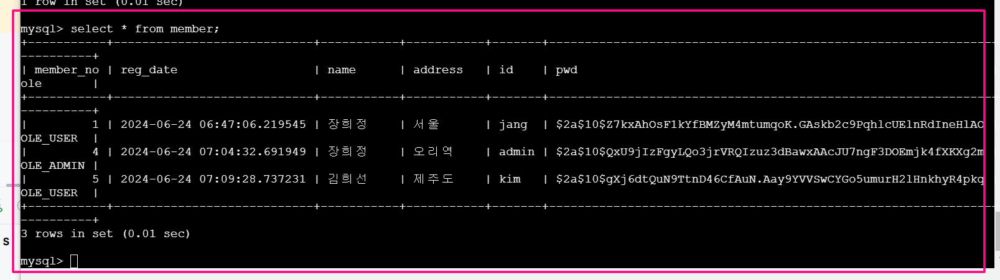 1 row in set (0.01 sec)
mysql> select * from member;
+-----------+----------------------------+-----------+-----------+-------+--------------------------------------------------------------
----------+
| member_no | reg_date                   | name      | address   | id    | pwd
ole       |
+-----------+----------------------------+-----------+-----------+-------+--------------------------------------------------------------
----------+
|         1 | 2024-06-24 06:47:06.219545 | 장희정    | 서울      | jang  | $2a$10$Z7kxAhOsF1kYfBMZyM4mtumqoK.GAskb2c9PqhlcUElnRdIneHlAO
OLE_USER  |
|         4 | 2024-06-24 07:04:32.691949 | 장희정    | 오리역    | admin | $2a$10$QxU9jIzFgyLQo3jrVRQIzuz3dBawxAAcJU7ngF3DOEmjk4fXKXg2m
OLE_ADMIN |
|         5 | 2024-06-24 07:09:28.737231 | 김희선    | 제주도    | kim   | $2a$10$gXj6dtQuN9TtnD46CfAuN.Aay9YVVSwCYGo5umurH2lHnkhyR4pkq
OLE_USER  |
+-----------+----------------------------+-----------+-----------+-------+--------------------------------------------------------------
----------+
3 rows in set (0.01 sec)
s
mysql>